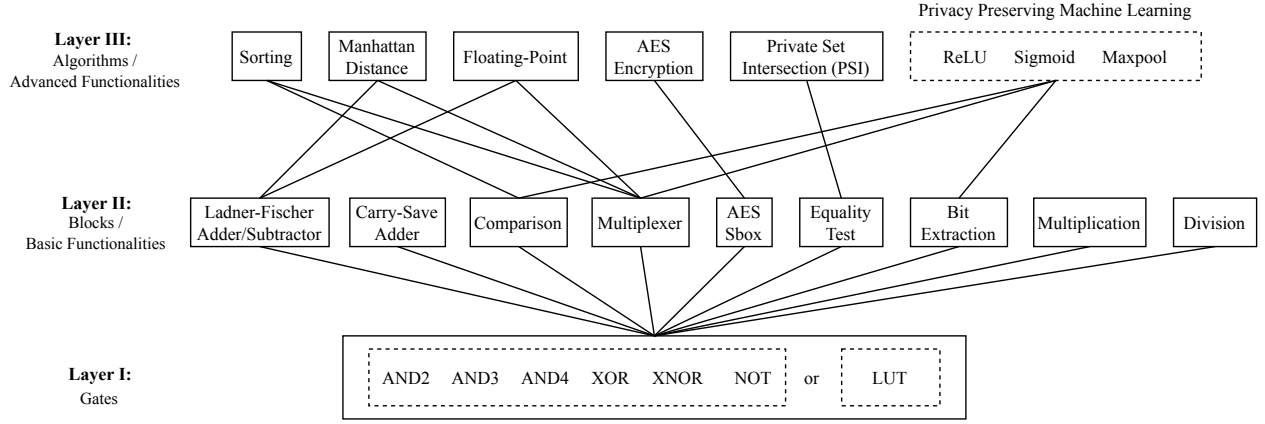 Privacy Preserving Machine Learning
Layer III:
Algorithms /
Advanced Functionalities
Sorting
Manhattan
Distance
Floating-Point
AES
Encryption
Private Set
Intersection (PSI)
ReLU Sigmoid Maxpool
Layer II:
Blocks /
Basic Functionalities
Ladner-Fischer
Adder/Subtractor
Carry-Save
Adder
Comparison
Multiplexer
AES
Sbox
Equality
Test
Bit
Extraction
Multiplication
Division
Layer I:
Gates
AND2 AND3 AND4 XOR XNOR NOT or LUT